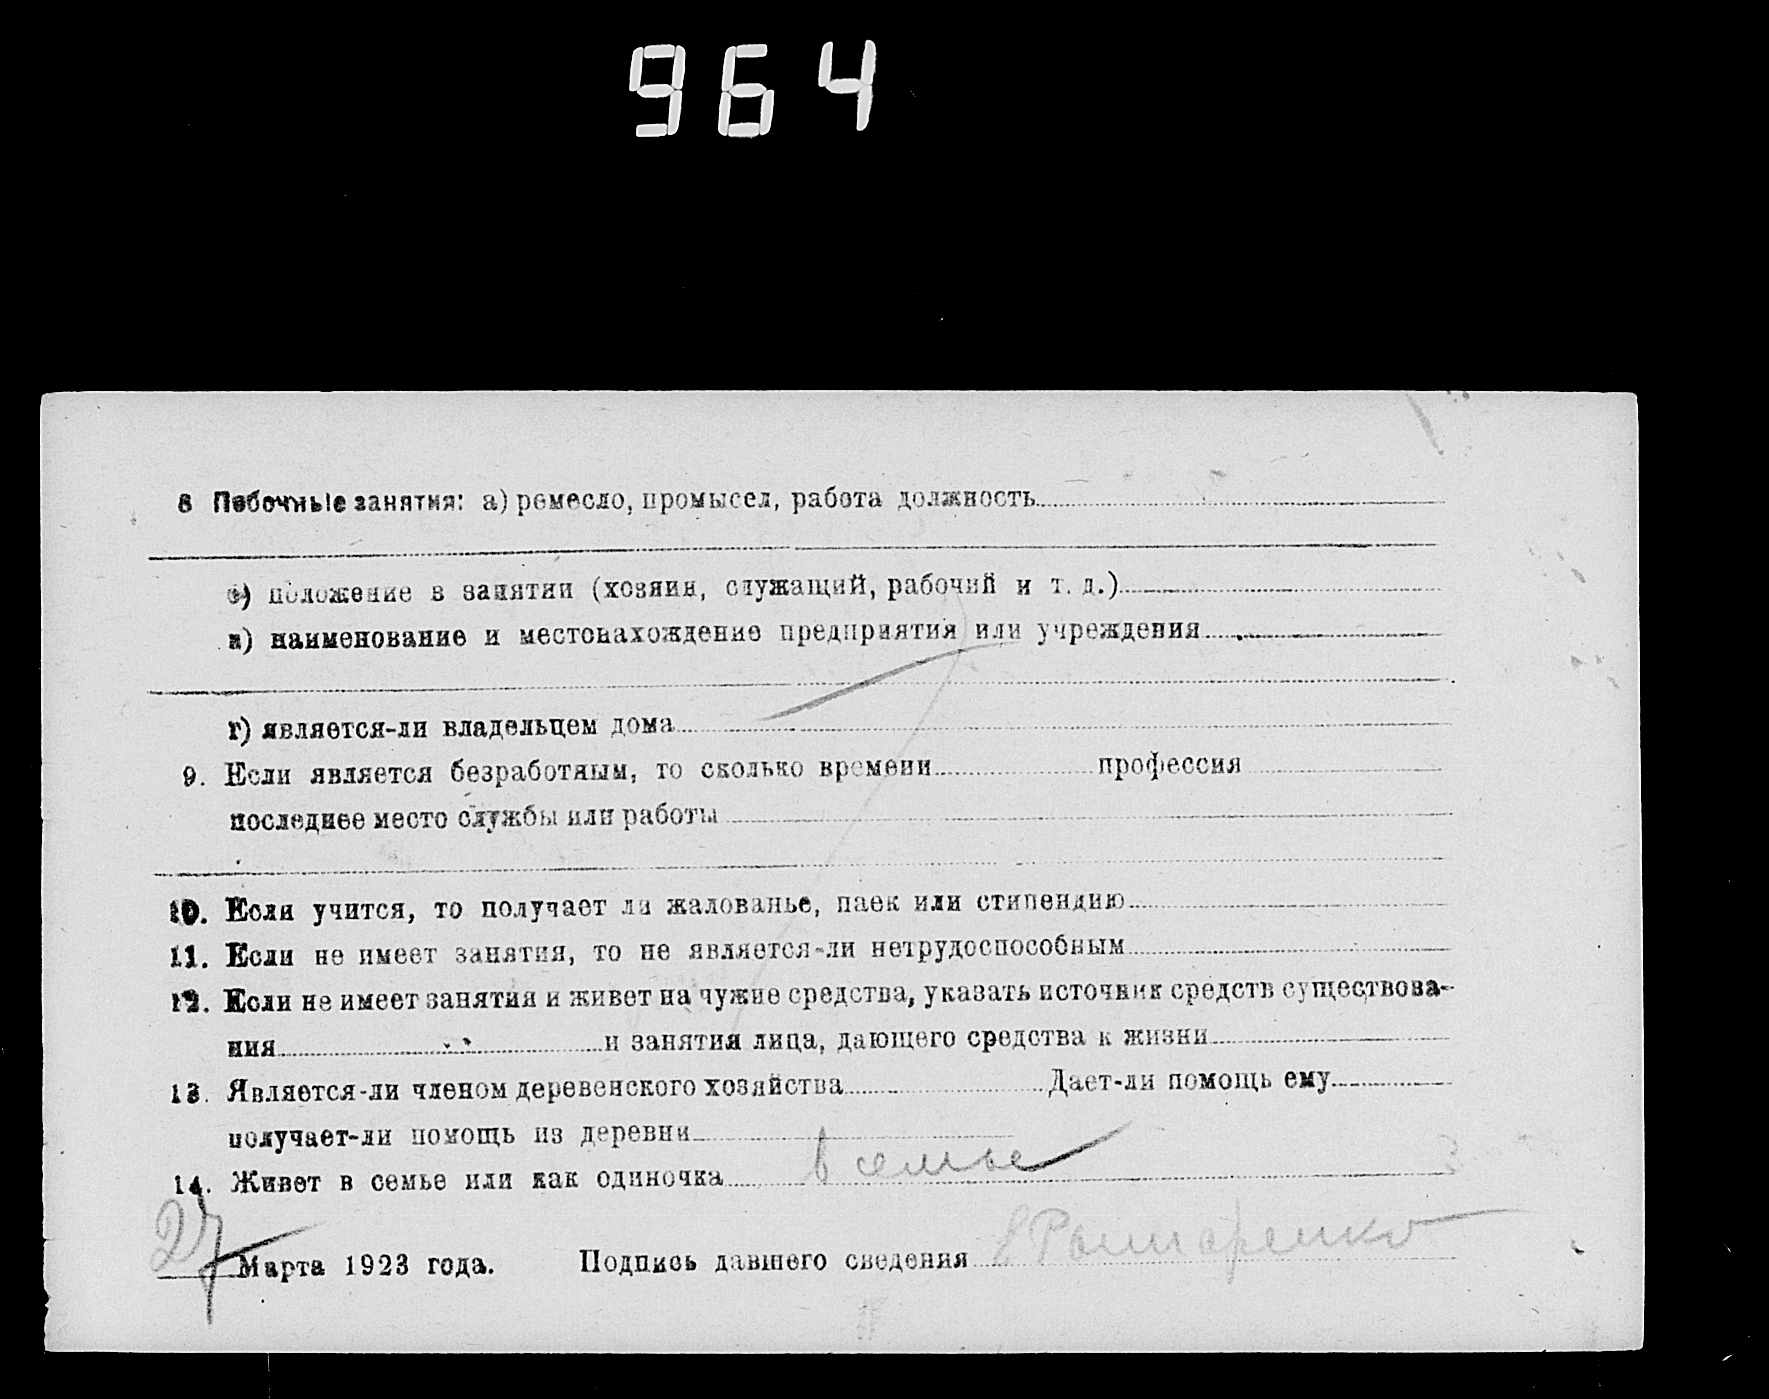 964
8 Побочные занятия: а) ремесло, промысел, работа должность
б) положение в занятии (хозяин, служащий, рабочий и т. д.)
в) наименование и местонахождение предприятия или учреждения
г) является-ли владельцем дома
9. Если является безработным, то сколько времени профессия
последнее место службы или работы
10. Если учится, то получает ли жалованье, паек или стипендию
11. Если не имеет занятия, то не является-ли нетрудоспособным
12. Если не имеет занятия и живет на чужие средства, указать источник средств существова-
ния и занятия лица, дающего средства к жизни
13. Является-ли членом деревенского хозяйства Дает-ли помощь ему
получает-ли помощь из деревни
14. Живет в семье или как одиночка в семье
27 Марта 1923 года. Подпись давшего сведения